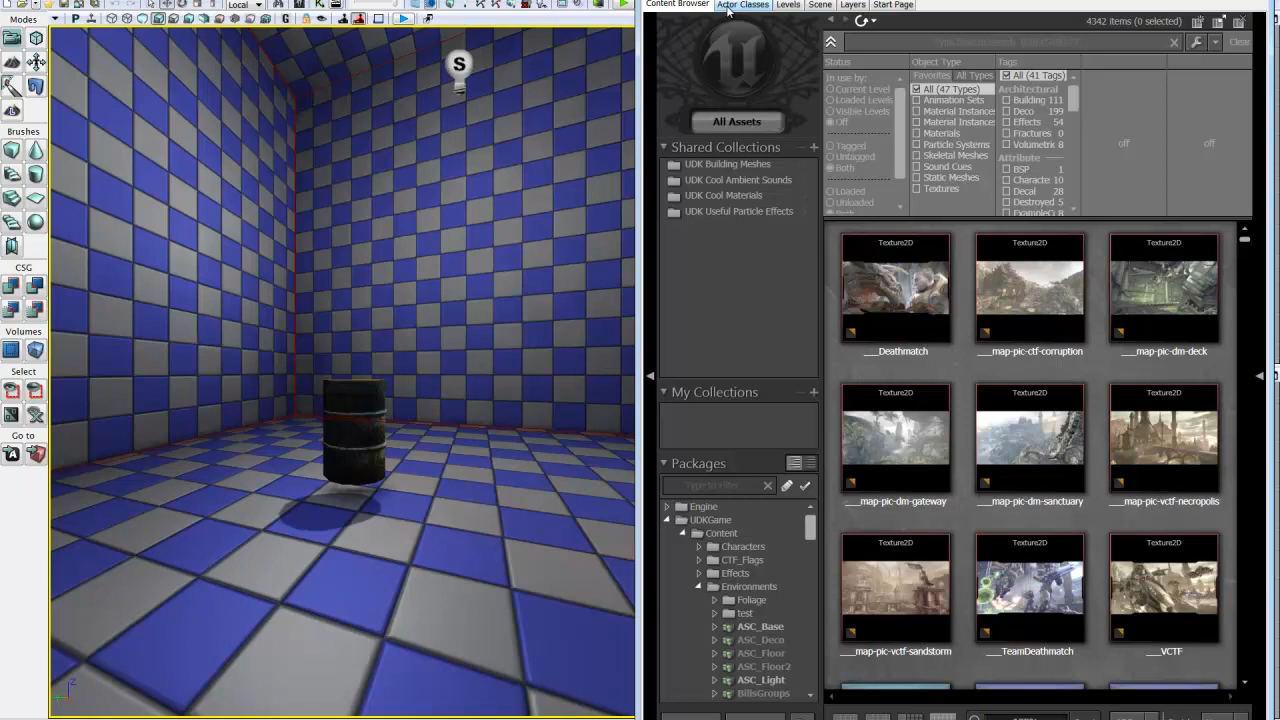 Content Browser
Actor Classes
Levels
Scene
Layers
Start Page
Local
Modes
P
G
S
Brushes
CSG
Volumes
Select
Go to
Z
4342 items (0 selected)
Clear
All Assets
Status
In use by:
Current Level
Loaded Levels
Visible Levels
Off
Tagged
Untagged
Both
Loaded
Unloaded
Object Type
Favorites All Types
All (47 Types)
Animation Sets
Material Instance
Material Instance
Materials
Particle Systems
Skeletal Meshes
Sound Cues
Static Meshes
Textures
Tags
All (41 Tags)
Architectural
Building 111
Deco 199
Effects 54
Fractures 0
Volumetric 8
Attribute
BSP 1
Characte 10
Decal 28
Destroyed 5
off
off
Shared Collections
UDK Building Meshes
UDK Cool Ambient Sounds
UDK Cool Materials
UDK Useful Particle Effects
My Collections
Packages
Type to filter
Engine
UDKGame
Content
Characters
CTF_Flags
Effects
Environments
Foliage
test
ASC_Base
ASC_Deco
ASC_Floor
ASC_Floor2
ASC_Light
BillsGroups
Texture2D
Texture2D
Texture2D
___Deathmatch
___map-pic-ctf-corruption
___map-pic-dm-deck
Texture2D
Texture2D
Texture2D
___map-pic-dm-gateway
___map-pic-dm-sanctuary
___map-pic-vctf-necropolis
Texture2D
Texture2D
Texture2D
___map-pic-vctf-sandstorm
___TeamDeathmatch
___VCTF